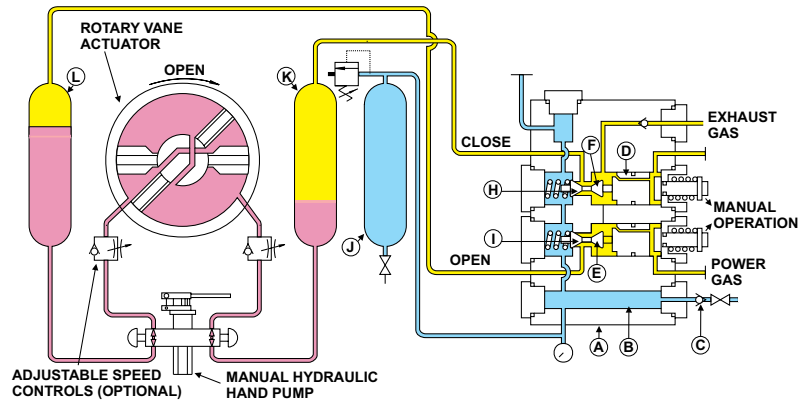 ROTARY VANE
ACTUATOR
OPEN
L
K
J
CLOSE
OPEN
EXHAUST
GAS
F
D
H
I
E
MANUAL
OPERATION
POWER
GAS
A
B
C
ADJUSTABLE SPEED
CONTROLS (OPTIONAL)
MANUAL HYDRAULIC
HAND PUMP